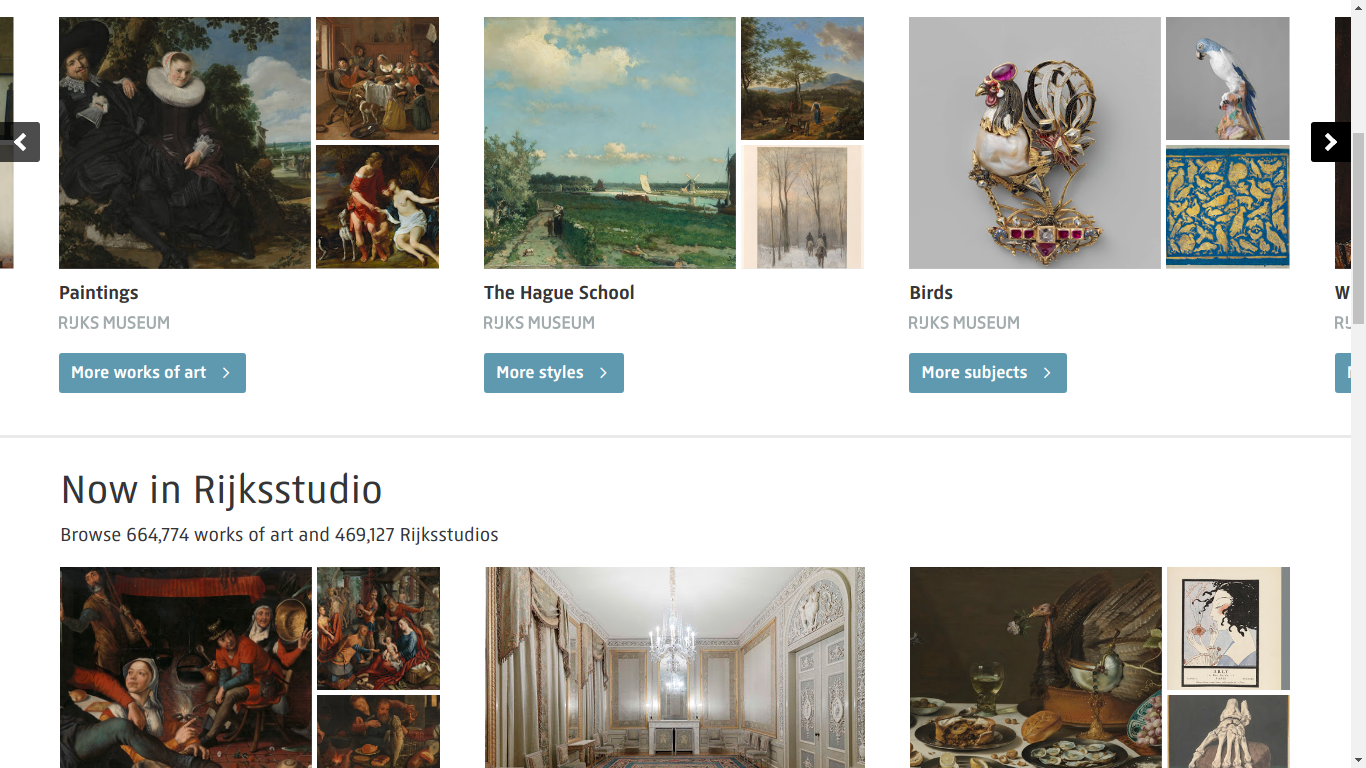 Paintings
RIJKS MUSEUM
More works of art
The Hague School
RIJKS MUSEUM
More styles
Birds
RIJKS MUSEUM
More subjects
W
Now in Rijksstudio
Browse 664,774 works of art and 469,127 Rijksstudios